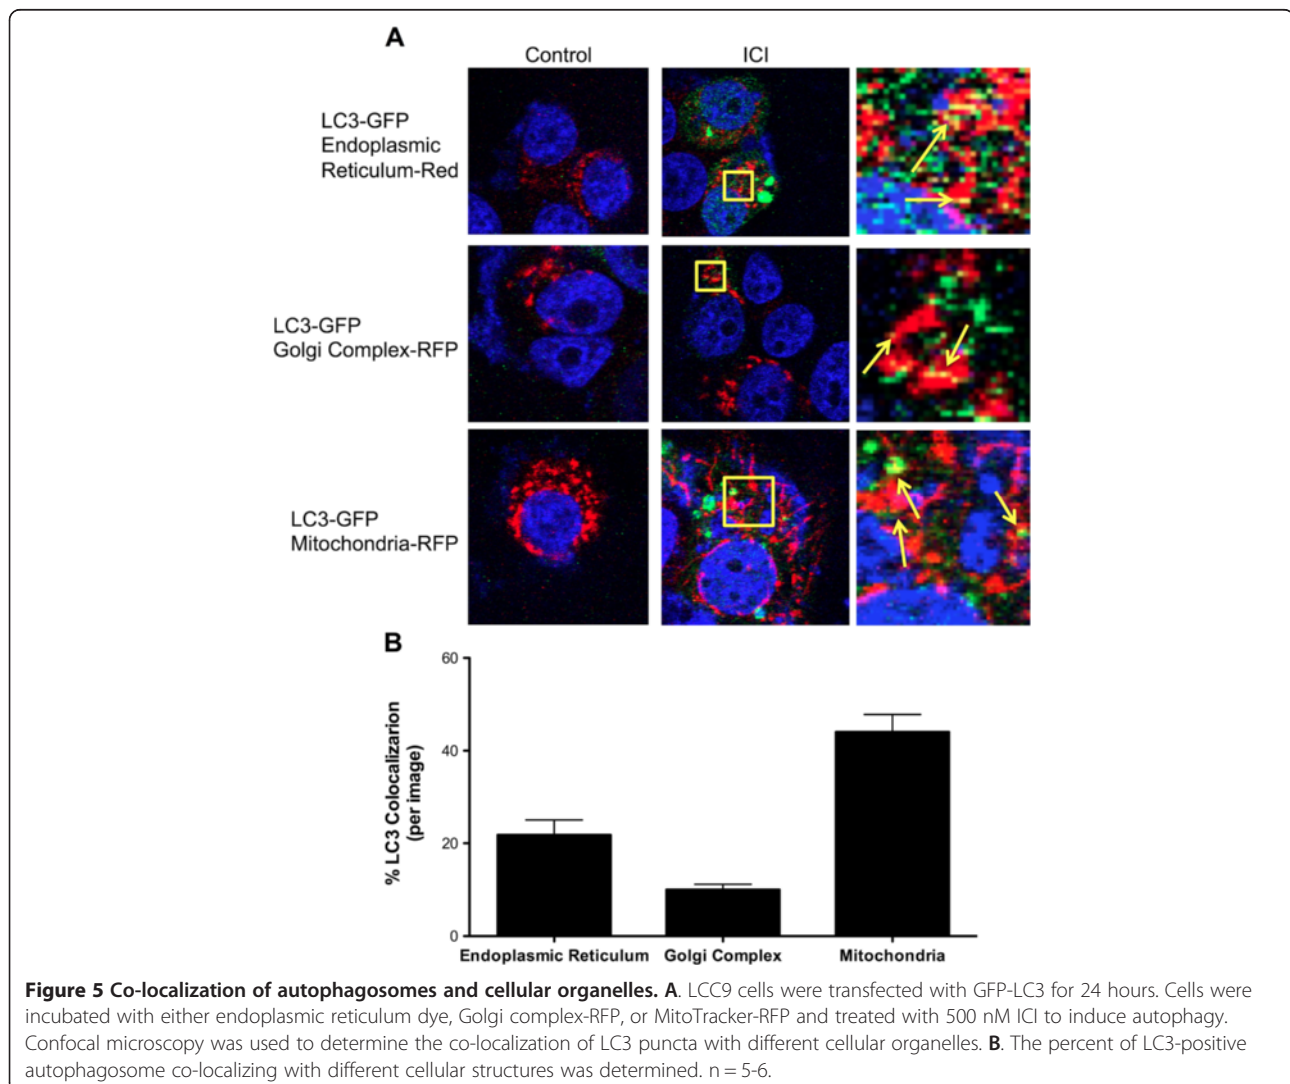 A
Control
ICI
LC3-GFP
Endoplasmic
Reticulum-Red
LC3-GFP
Golgi Complex-RFP
LC3-GFP
Mitochondria-RFP
B
% LC3 Colocalizarion
(per image)
60
40
20
0
Endoplasmic Reticulum
Golgi Complex
Mitochondria
Figure 5 Co-localization of autophagosomes and cellular organelles. A. LCC9 cells were transfected with GFP-LC3 for 24 hours. Cells were
incubated with either endoplasmic reticulum dye, Golgi complex-RFP, or MitoTracker-RFP and treated with 500 nM ICI to induce autophagy.
Confocal microscopy was used to determine the co-localization of LC3 puncta with different cellular organelles. B. The percent of LC3-positive
autophagosome co-localizing with different cellular structures was determined. n = 5-6.